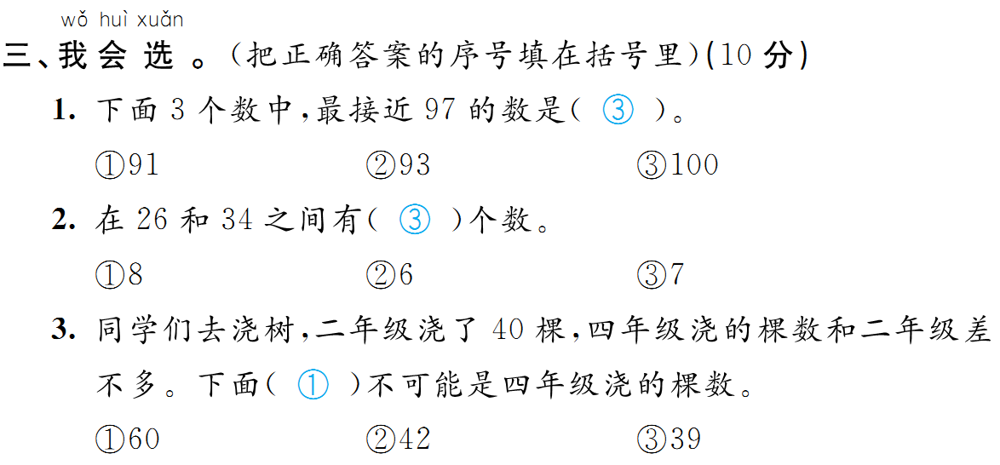 wǒ huì xuǎn
三、我会选。(把正确答案的序号填在括号里)(10分)
1. 下面3个数中,最接近97的数是( ③ )。
①91 ②93 ③100
2. 在26和34之间有( ③ )个数。
①8 ②6 ③7
3. 同学们去浇树,二年级浇了40棵,四年级浇的棵数和二年级差
不多。下面( ① )不可能是四年级浇的棵数。
①60 ②42 ③39